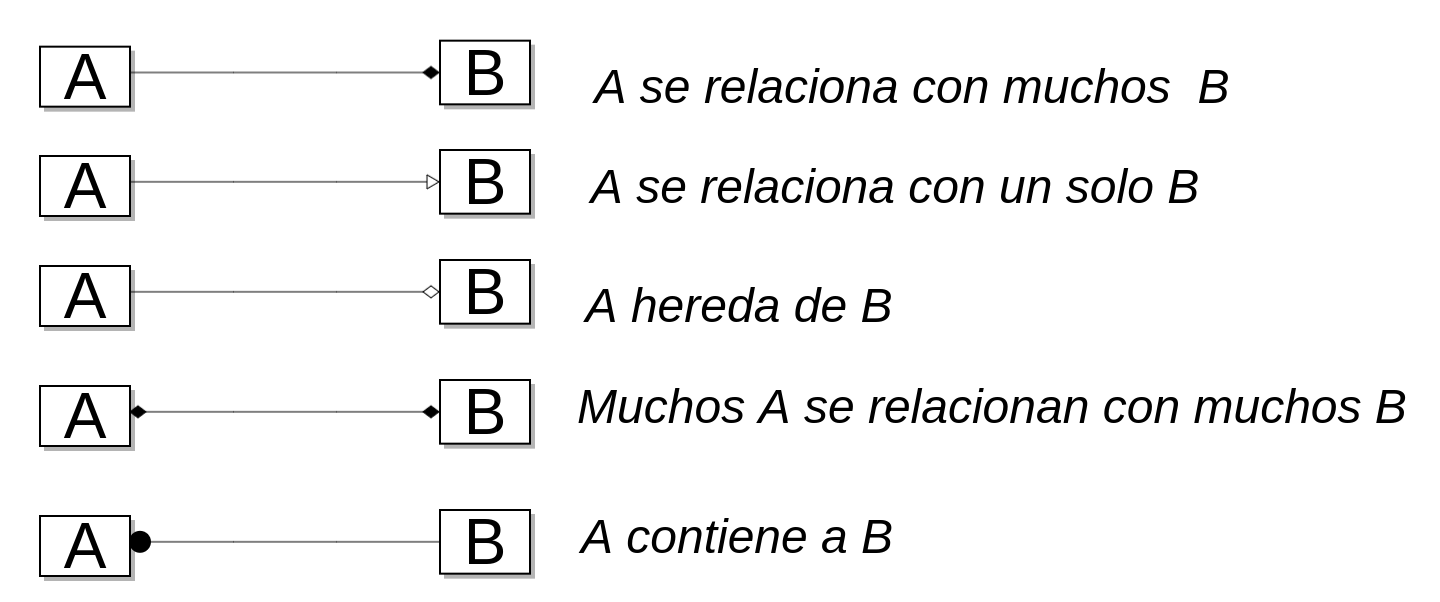 A B A se relaciona con muchos B
A B A se relaciona con un solo B
A B A hereda de B
A B Muchos A se relacionan con muchos B
A B A contiene a B